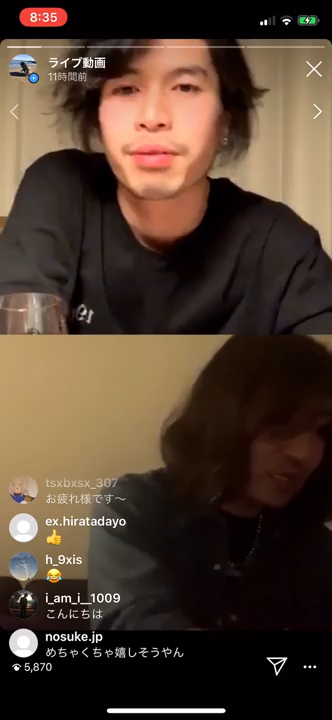 8:35
ライブ動画
11時間前
tsxbxsx_307
お疲れ様です〜
ex.hiratadayo
👍
h_9xis
😂
i_am_i__1009
こんにちは
nosuke.jp
めちゃくちゃ嬉しそうやん
5,870